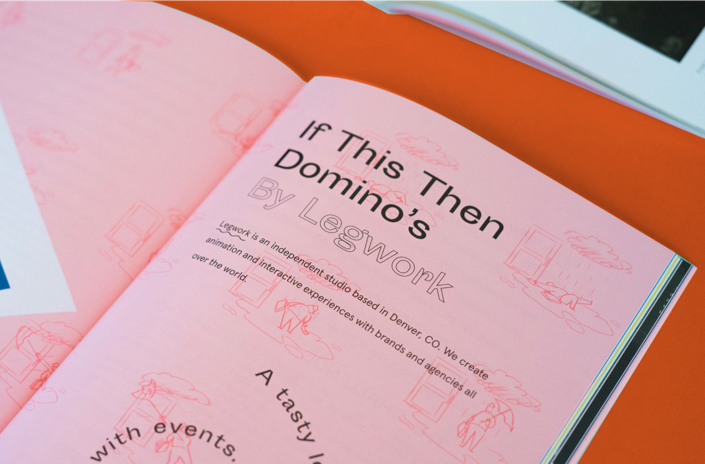 If This Then
Domino's
By Legwork
Legwork is an independent studio based in Denver, CO. We create
animation and interactive experiences with brands and agencies all
over the world.
A tasty
with events.